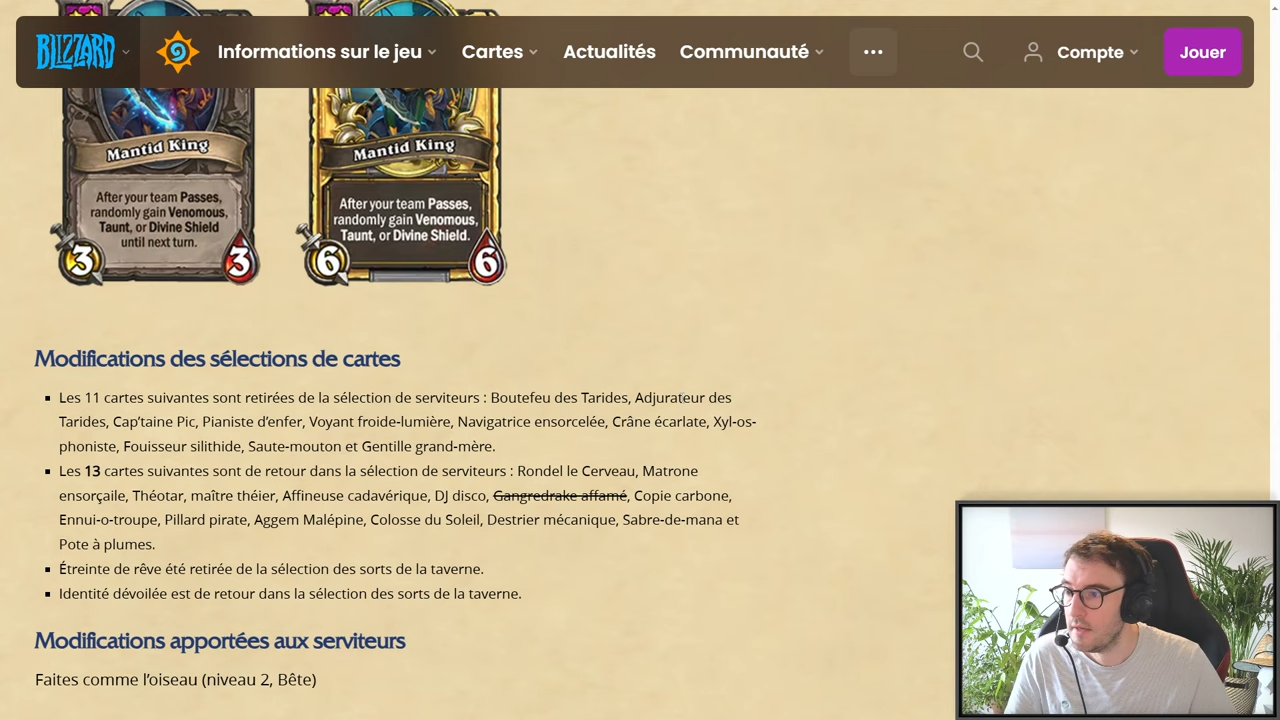 BLIZZARD
Informations sur le jeu
Cartes
Actualités
Communauté
Compte
Jouer
Mantid King
After your team Passes,
randomly gain Venomous,
Taunt, or Divine Shield
until next turn.
3
3
Mantid King
After your team Passes,
randomly gain Venomous,
Taunt, or Divine Shield.
6
6
Modifications des sélections de cartes
Les 11 cartes suivantes sont retirées de la sélection de serviteurs : Boutefeu des Tarides, Adjurateur des
Tarides, Cap’taine Pic, Pianiste d’enfer, Voyant froide-lumière, Navigatrice ensorcelée, Crâne écarlate, Xyl-os-
phoniste, Fouisseur silithide, Saute-mouton et Gentille grand-mère.
Les 13 cartes suivantes sont de retour dans la sélection de serviteurs : Rondel le Cerveau, Matrone
ensorçaile, Théotar, maître théier, Affineuse cadavérique, DJ disco, Gangredrake affamé, Copie carbone,
Ennui-o-troupe, Pillard pirate, Aggem Malépine, Colosse du Soleil, Destrier mécanique, Sabre-de-mana et
Pote à plumes.
Étreinte de rêve été retirée de la sélection des sorts de la taverne.
Identité dévoilée est de retour dans la sélection des sorts de la taverne.
Modifications apportées aux serviteurs
Faites comme l’oiseau (niveau 2, Bête)